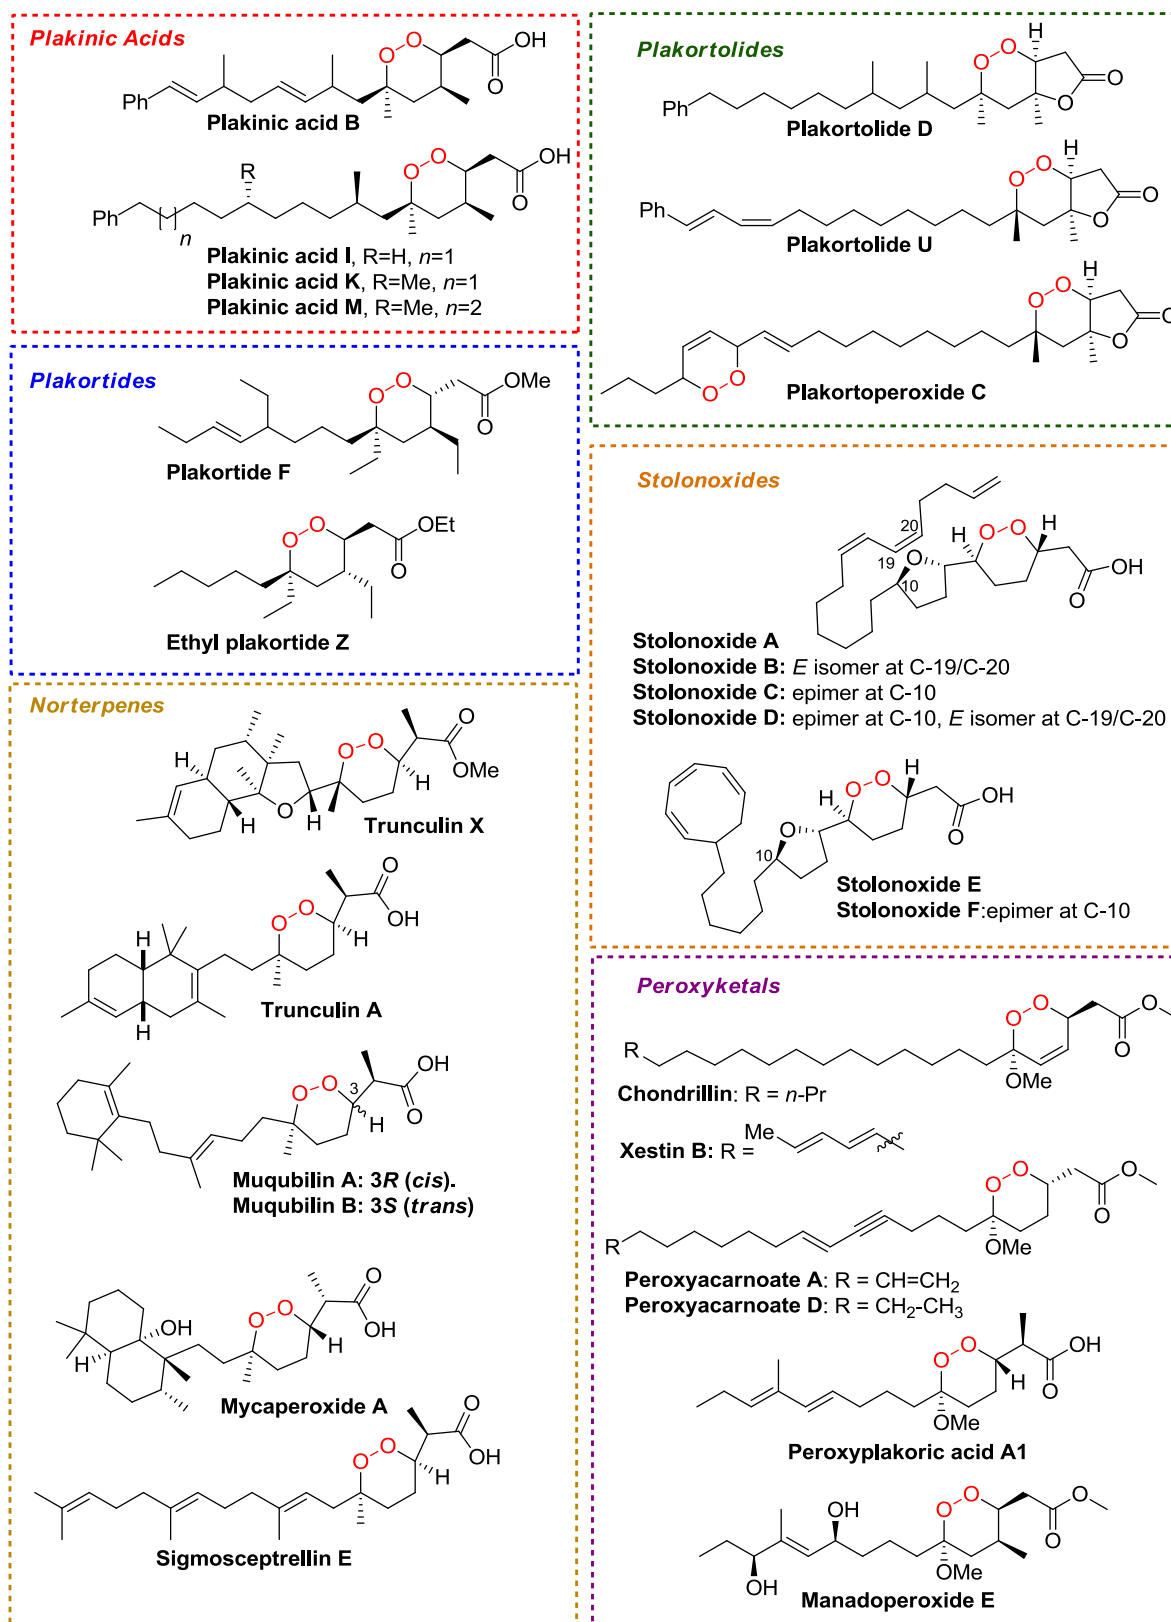 Plakinic Acids
O
O
OH
O
Ph
Plakinic acid B
R
O
O
OH
O
Ph
n
Plakinic acid I, R=H, n=1
Plakinic acid K, R=Me, n=1
Plakinic acid M, R=Me, n=2
Plakortides
O
O
OMe
O
Plakortide F
O
O
OEt
O
Ethyl plakortide Z
Norterpenes
H
H
O
H
O
O
H
O
OMe
Trunculin X
H
H
O
O
H
O
OH
Trunculin A
O
O
3
H
OH
O
Muqubilin A: 3R (cis).
Muqubilin B: 3S (trans)
OH
H
O
O
H
O
OH
Mycaperoxide A
O
O
H
O
OH
Sigmosceptrellin E
Plakortolides
H
O
O
O
O
Ph
Plakortolide D
H
O
O
O
O
Ph
Plakortolide U
H
O
O
O
O
O
O
Plakortoperoxide C
Stolonoxides
20
19
10
O
H
O
O
H
OH
O
Stolonoxide A
Stolonoxide B: E isomer at C-19/C-20
Stolonoxide C: epimer at C-10
Stolonoxide D: epimer at C-10, E isomer at C-19/C-20
10
O
H
O
O
H
OH
O
Stolonoxide E
Stolonoxide F:epimer at C-10
Peroxyketals
R
O
O
OMe
O
O
Chondrillin: R = n-Pr
Me
Xestin B: R =
R
O
O
OMe
O
O
Peroxyacarnoate A: R = CH=CH₂
Peroxyacarnoate D: R = CH₂-CH₃
O
O
OMe
H
OH
O
Peroxyplakoric acid A1
OH
OH
O
O
OMe
O
O
Manadoperoxide E